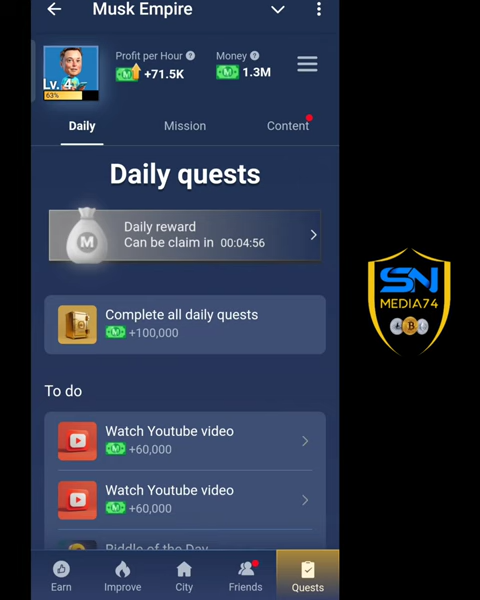 Musk Empire
Profit per Hour ?
+71.5K
Money ?
1.3M
Lv. 4
63%
Daily
Mission
Content
Daily quests
Daily reward
Can be claim in 00:04:56
M
Complete all daily quests
+100,000
To do
Watch Youtube video
+60,000
Watch Youtube video
+60,000
Riddle of the Day
Earn
Improve
City
Friends
Quests
SN
MEDIA74